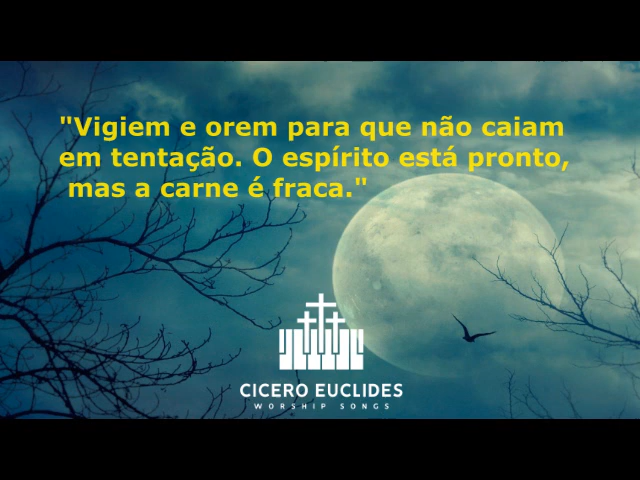 "Vigiem e orem para que não caiam
em tentação. O espírito está pronto,
mas a carne é fraca."
CICERO EUCLIDES
WORSHIP SONGS